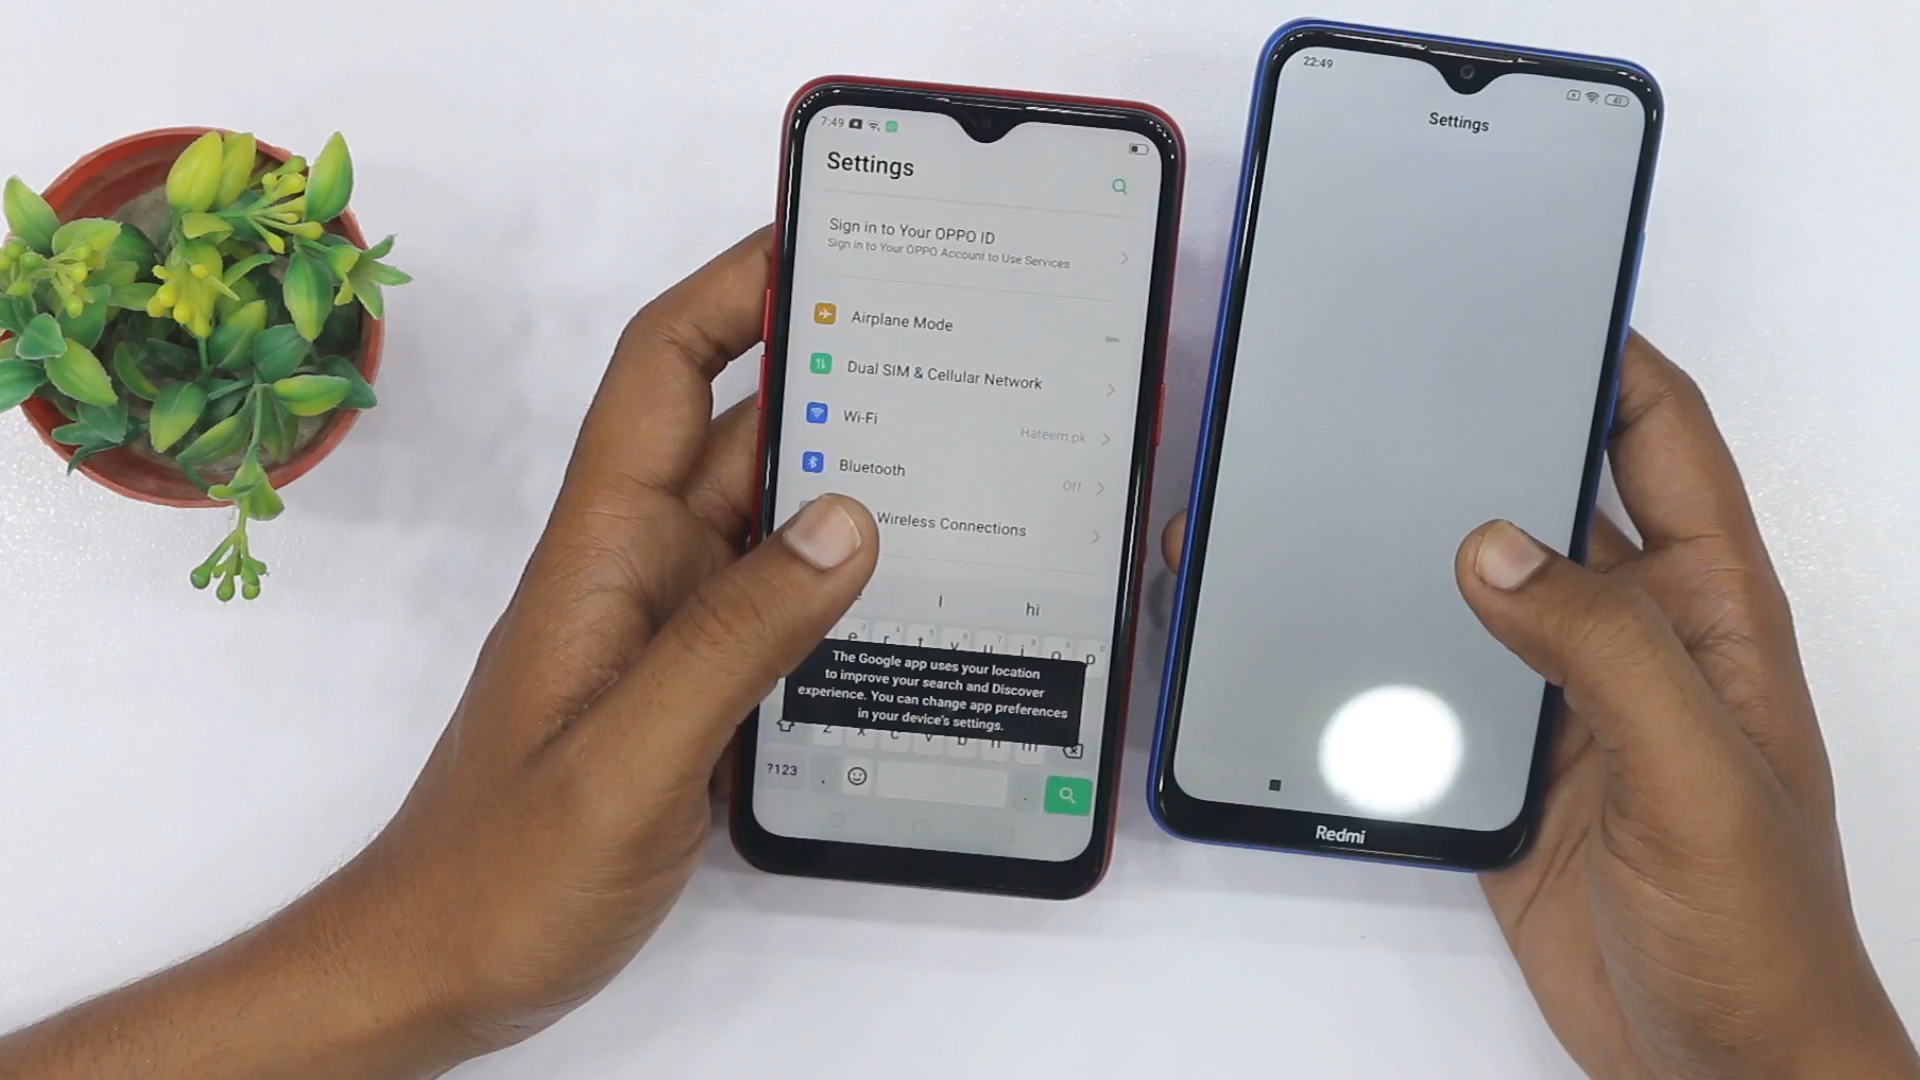 7:49
Settings
Sign in to Your OPPO ID
Sign in to Your OPPO Account to Use Services
Airplane Mode
Dual SIM & Cellular Network
Wi-Fi
Hateem.pk
Bluetooth
Off
Wireless Connections
hi
e r t y u i o p
The Google app uses your location
to improve your search and Discover
experience. You can change app preferences
in your device's settings.
z x c v b n m
?123 , .
22:49
41
Settings
Redmi